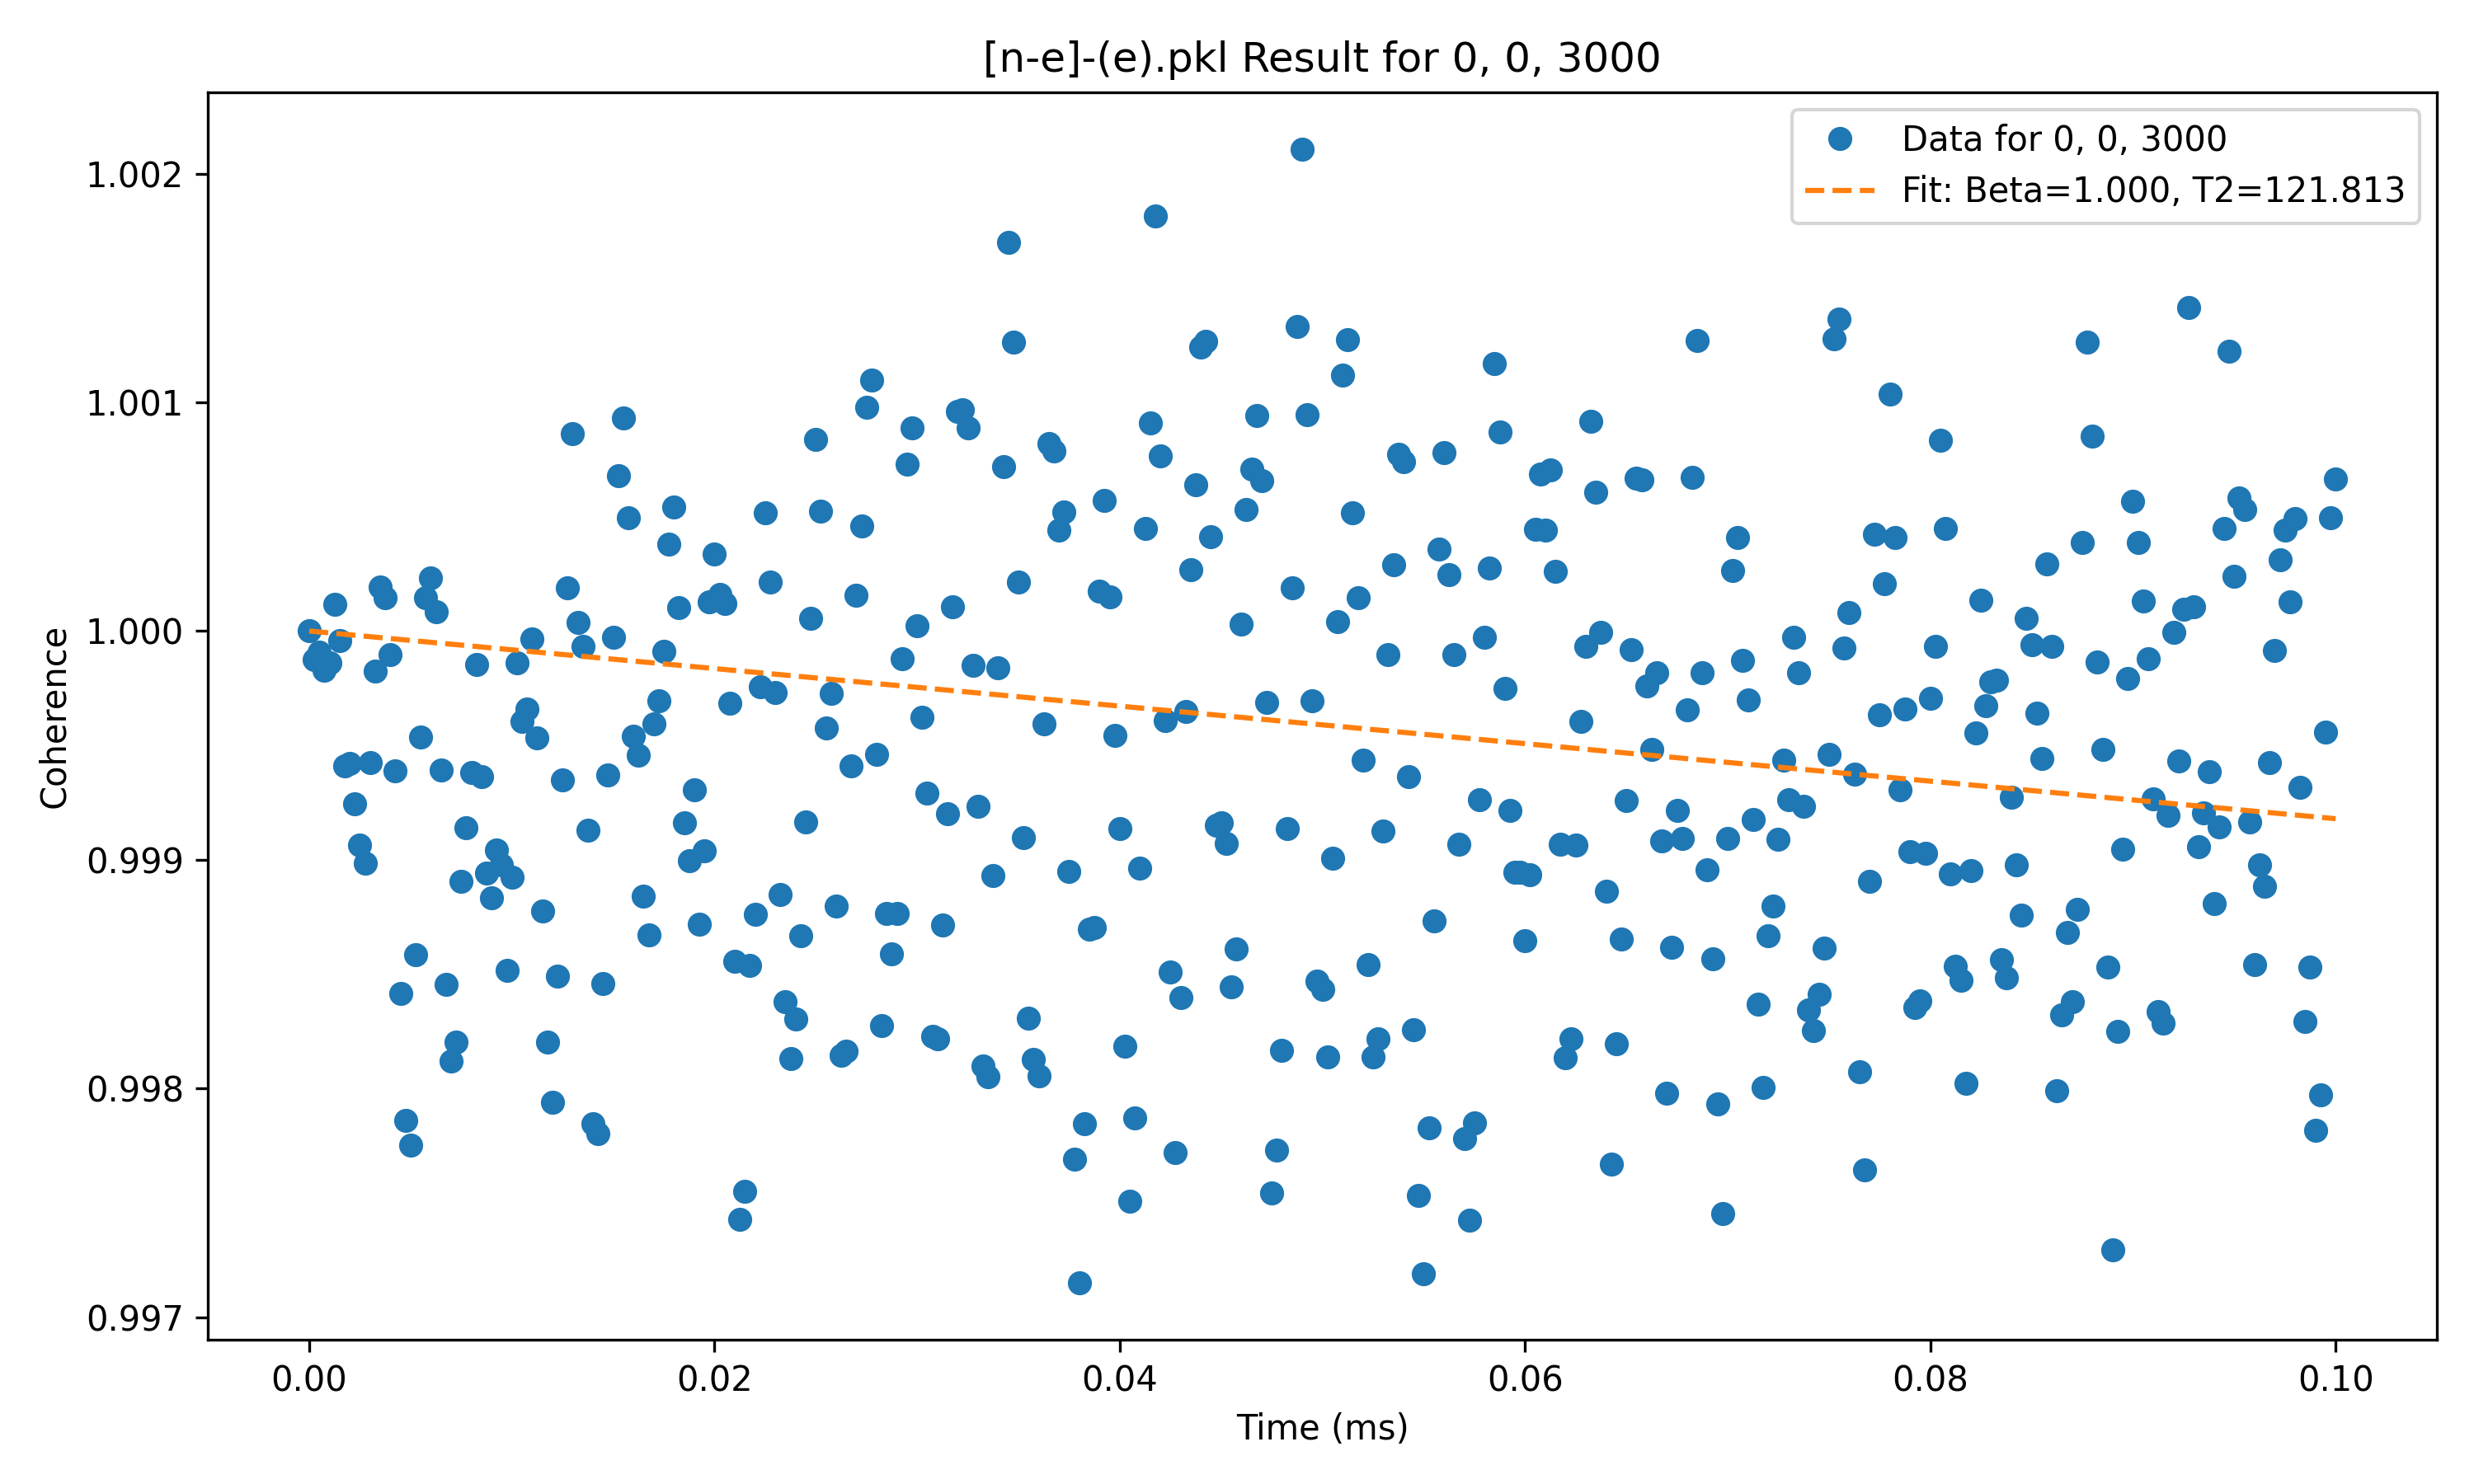 [n-e]-(e).pkl Result for 0, 0, 3000
Data for 0, 0, 3000
Fit: Beta=1.000, T2=121.813
Coherence
1.002
1.001
1.000
0.999
0.998
0.997
0.00 0.02 0.04 0.06 0.08 0.10
Time (ms)